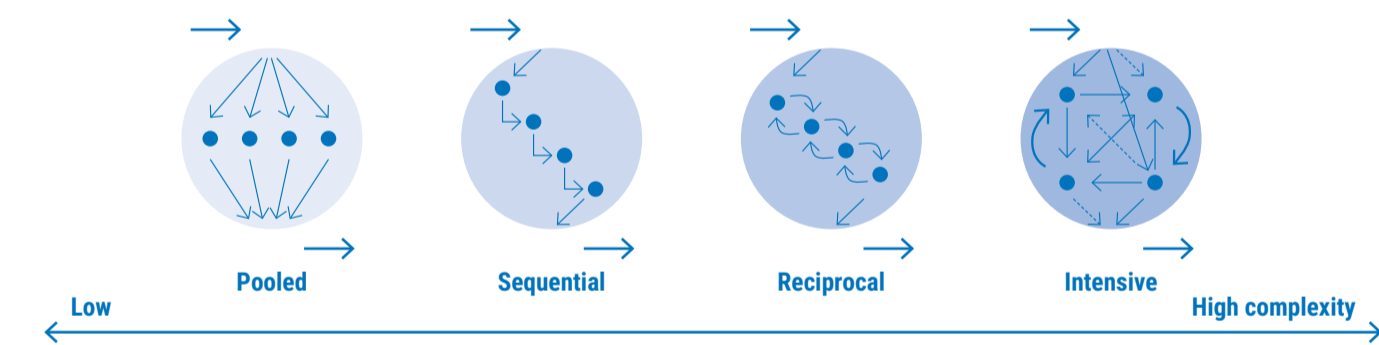 Pooled
Sequential
Reciprocal
Intensive
Low
High complexity